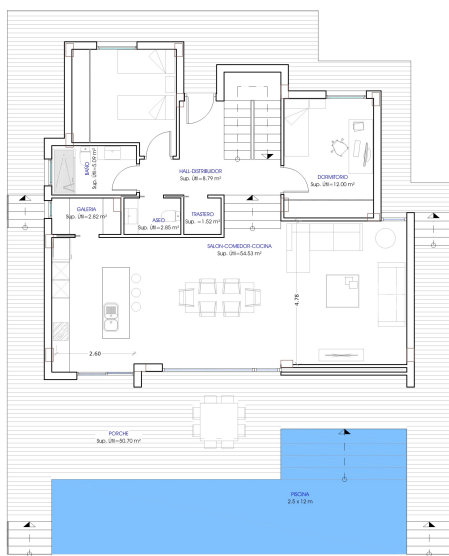 BAÑO
Sup. Útil=5.09 m²
HALL-DISTRIBUIDOR
Sup. Útil=8.79 m²
DORMITORIO
Sup. Útil=12.00 m²
GALERIA
Sup. Útil=2.82 m²
ASEO
Sup. Útil=2.85 m²
TRASTERO
Sup. =1.52 m²
SALON-COMEDOR-COCINA
Sup. Útil=54.53 m²
4.78
2.60
PORCHE
Sup. Útil=50.70 m²
PISCINA
2.5 x 12 m